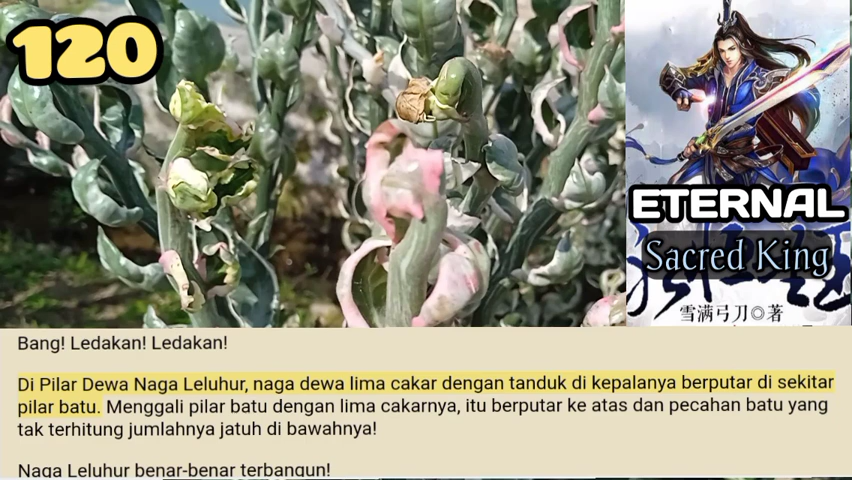 120
ETERNAL
Sacred King
雪满弓刀◎著
Bang! Ledakan! Ledakan!
Di Pilar Dewa Naga Leluhur, naga dewa lima cakar dengan tanduk di kepalanya berputar di sekitar
pilar batu. Menggali pilar batu dengan lima cakarnya, itu berputar ke atas dan pecahan batu yang
tak terhitung jumlahnya jatuh di bawahnya!
Naga Leluhur benar-benar terbangun!